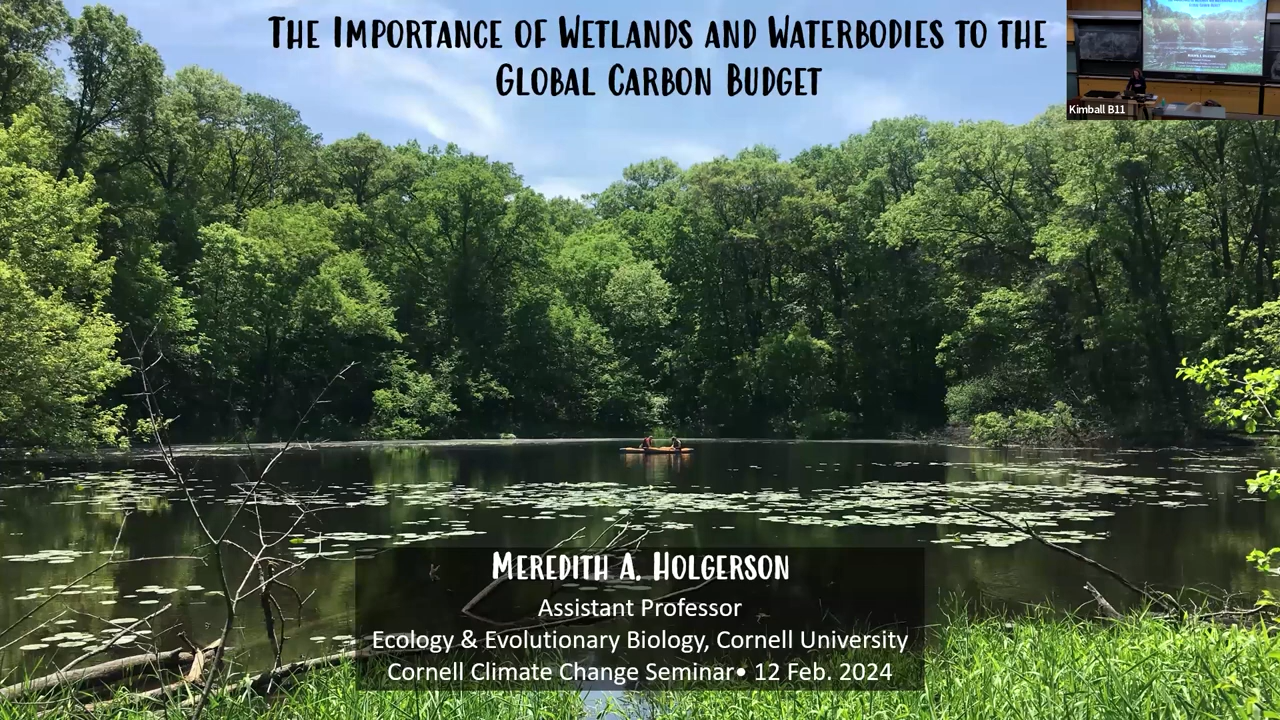 THE IMPORTANCE OF WETLANDS AND WATERBODIES TO THE
GLOBAL CARBON BUDGET
Kimball B11
MEREDITH A. HOLGERSON
Assistant Professor
Ecology & Evolutionary Biology, Cornell University
Cornell Climate Change Seminar• 12 Feb. 2024